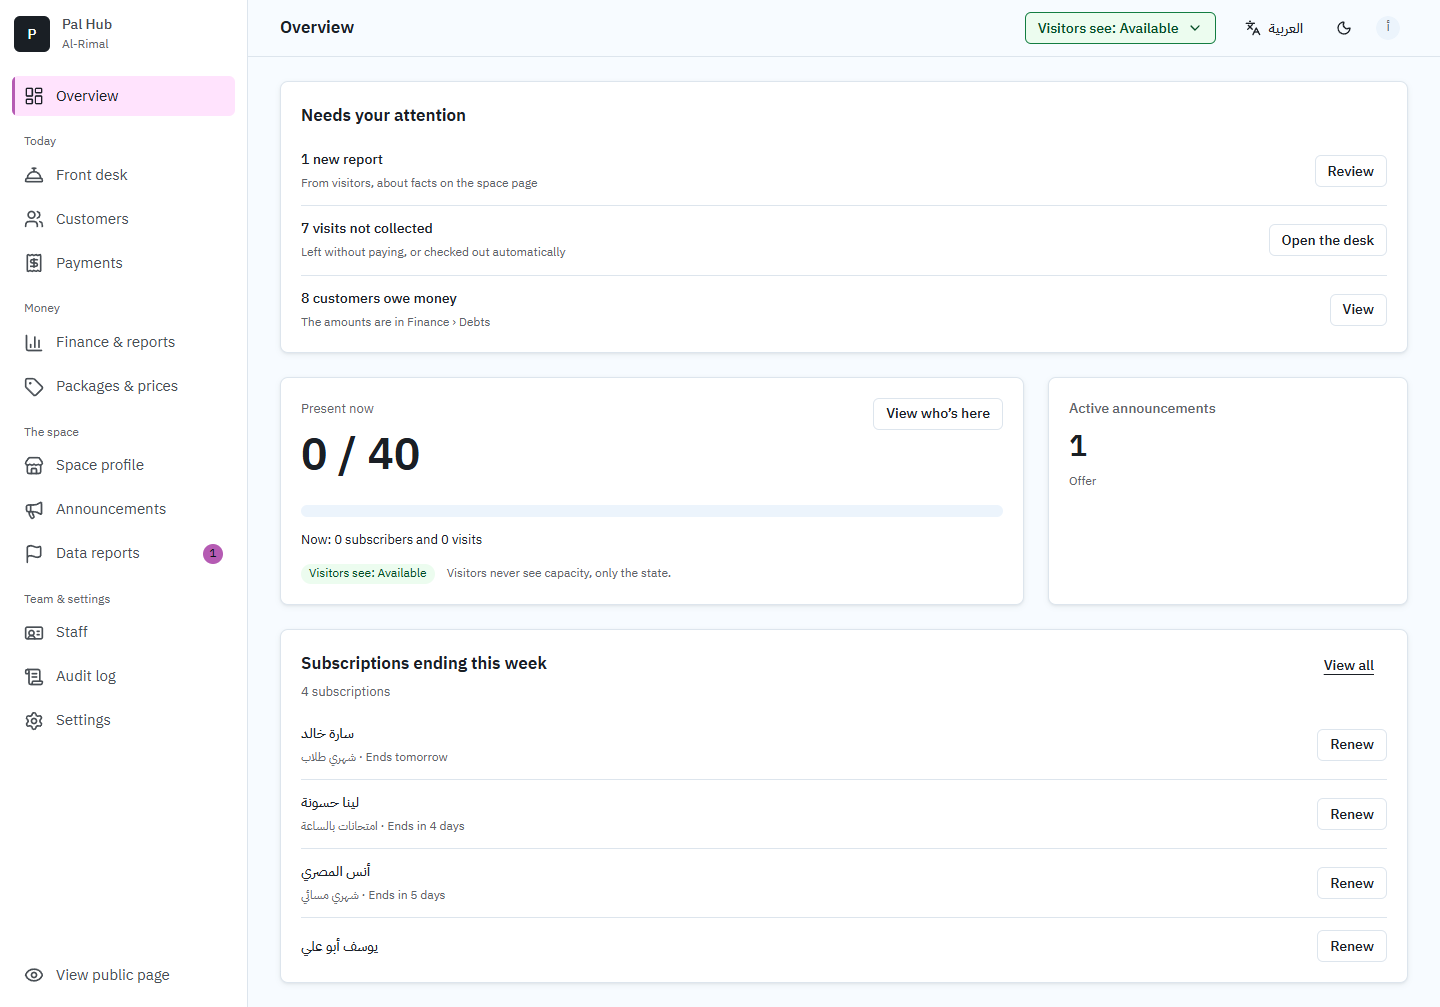 P
Pal Hub
Al-Rimal
Overview
Today
Front desk
Customers
Payments
Money
Finance & reports
Packages & prices
The space
Space profile
Announcements
Data reports
1
Team & settings
Staff
Audit log
Settings
View public page
Overview
Visitors see: Available
العربية
أ
Needs your attention
1 new report
From visitors, about facts on the space page
Review
7 visits not collected
Left without paying, or checked out automatically
Open the desk
8 customers owe money
The amounts are in Finance › Debts
View
Present now
View who’s here
0 / 40
Now: 0 subscribers and 0 visits
Visitors see: Available
Visitors never see capacity, only the state.
Active announcements
1
Offer
Subscriptions ending this week
View all
4 subscriptions
سارة خالد
شهري طلاب · Ends tomorrow
Renew
لينا حسونة
امتحانات بالساعة · Ends in 4 days
Renew
أنس المصري
شهري مسائي · Ends in 5 days
Renew
يوسف أبو علي
Renew